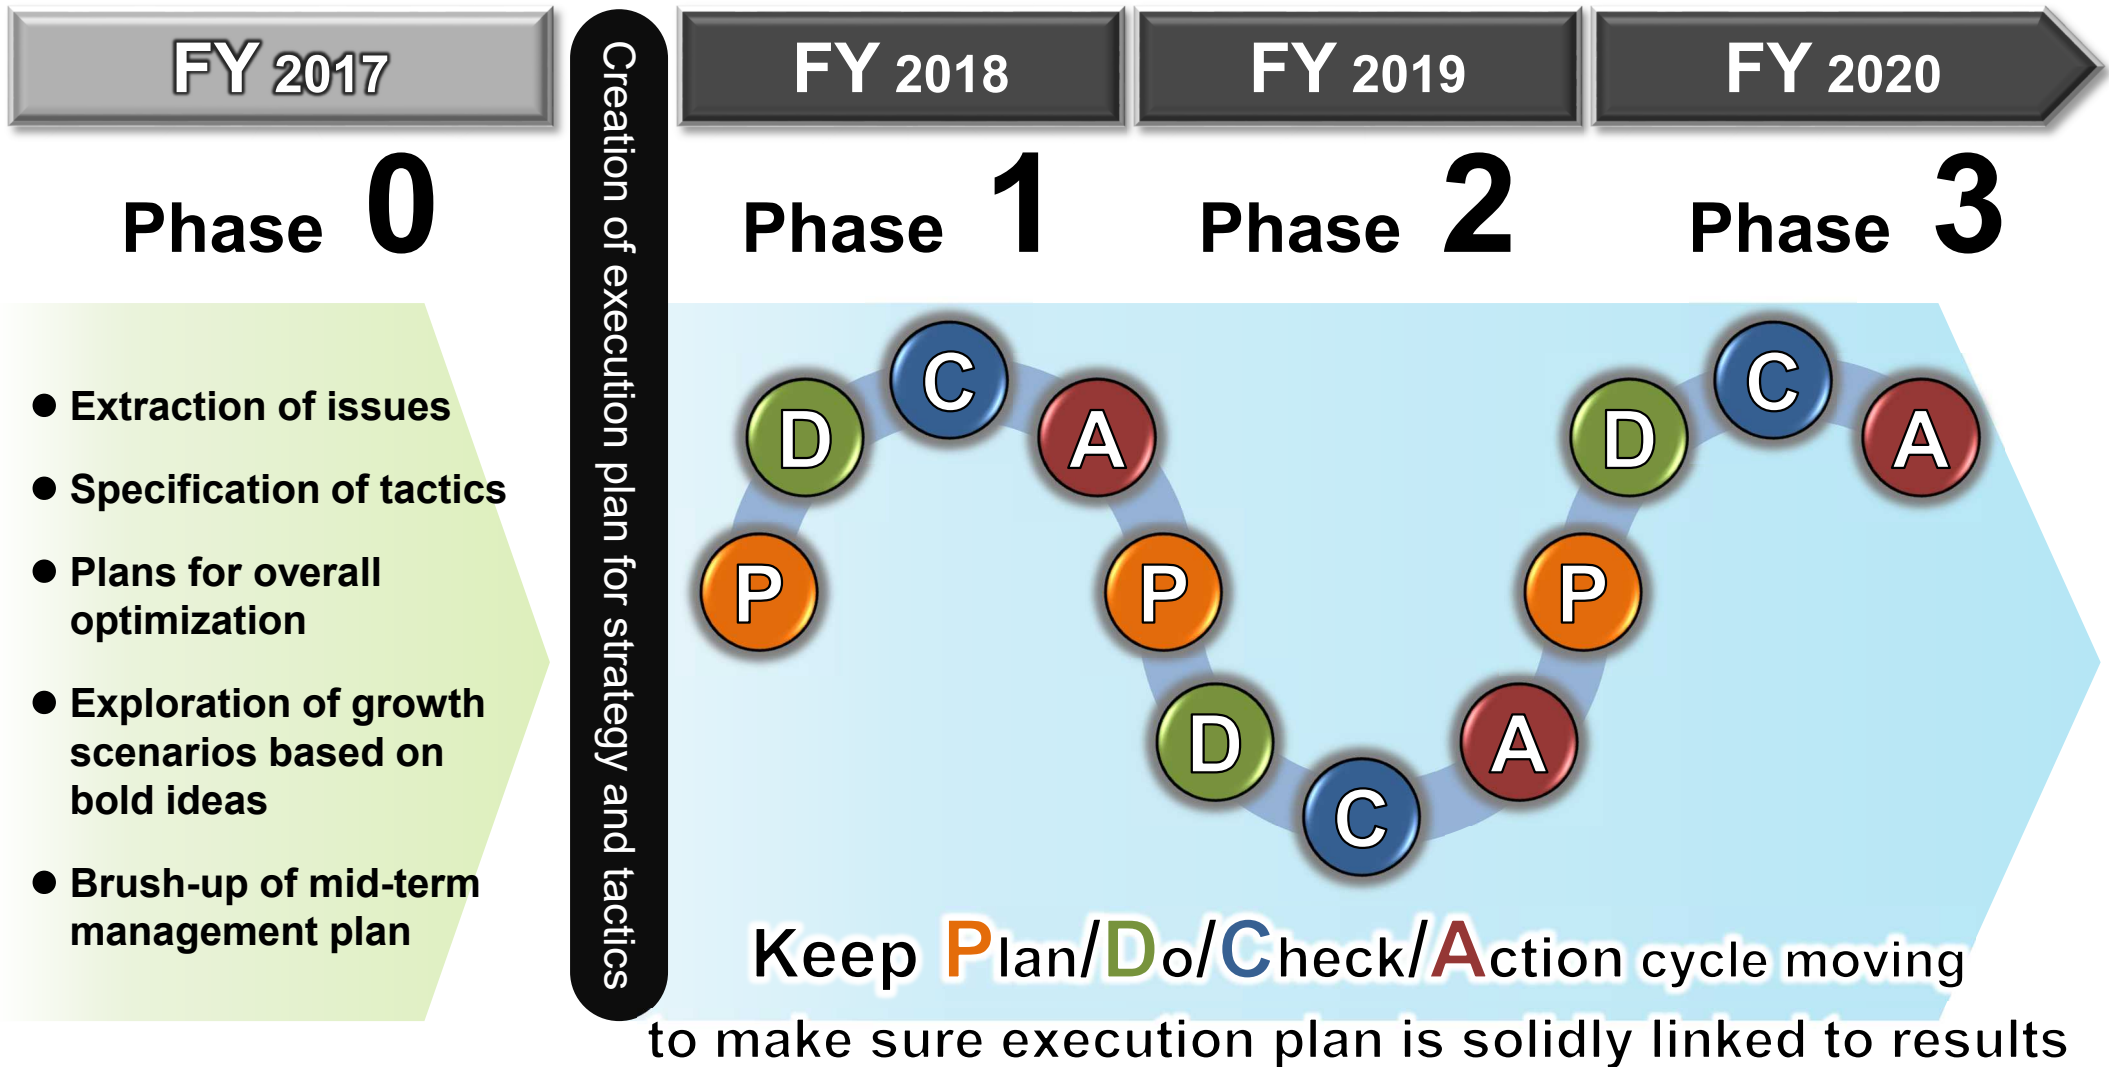 FY 2017
Phase 0
● Extraction of issues
● Specification of tactics
● Plans for overall
optimization
● Exploration of growth
scenarios based on
bold ideas
● Brush-up of mid-term
management plan
Creation of execution plan for strategy and tactics
FY 2018
FY 2019
FY 2020
Phase 1
Phase 2
Phase 3
P
D
C
A
P
D
C
A
P
D
C
A
Keep Plan/Do/Check/Action cycle moving
to make sure execution plan is solidly linked to results